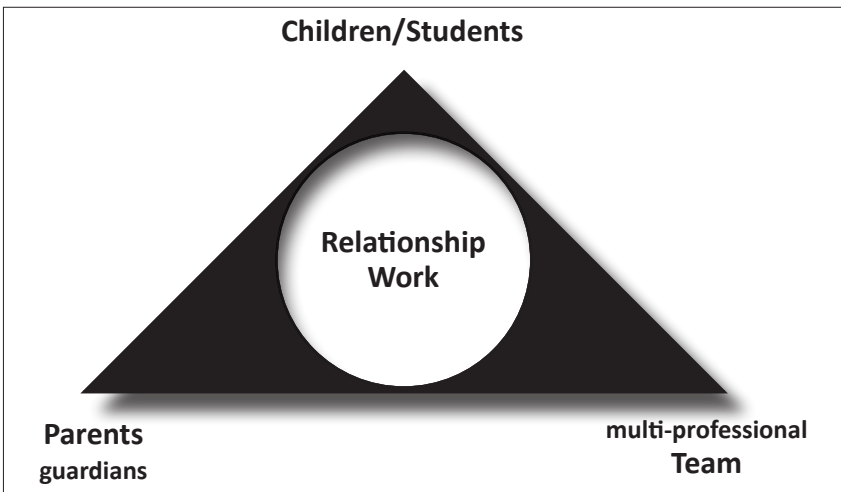 Children/Students
Relationship
Work
Parents
guardians
multi-professional
Team